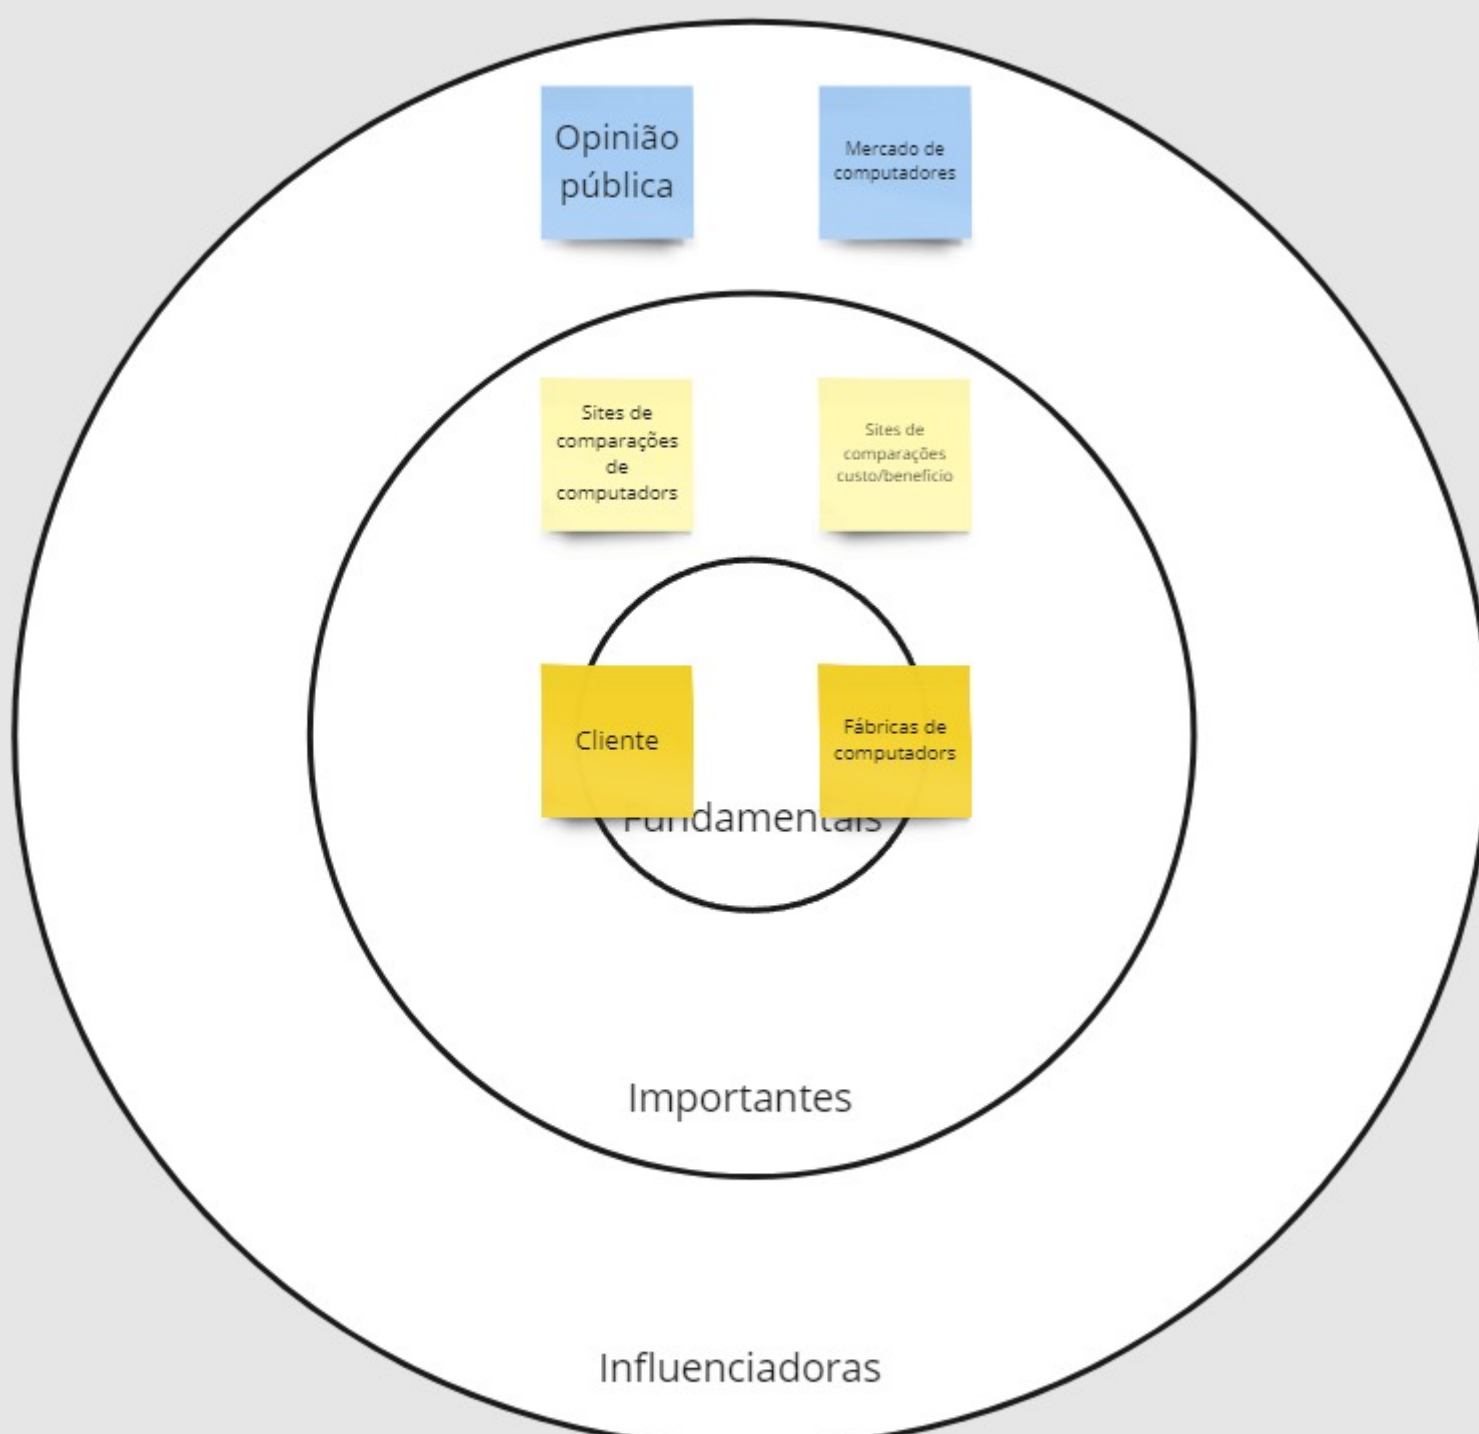 Opinião
pública
Mercado de
computadores
Sites de
comparações
de
computadors
Sites de
comparações
custo/benefício
Cliente
Fábricas de
computadors
Fundamentais
Importantes
Influenciadoras